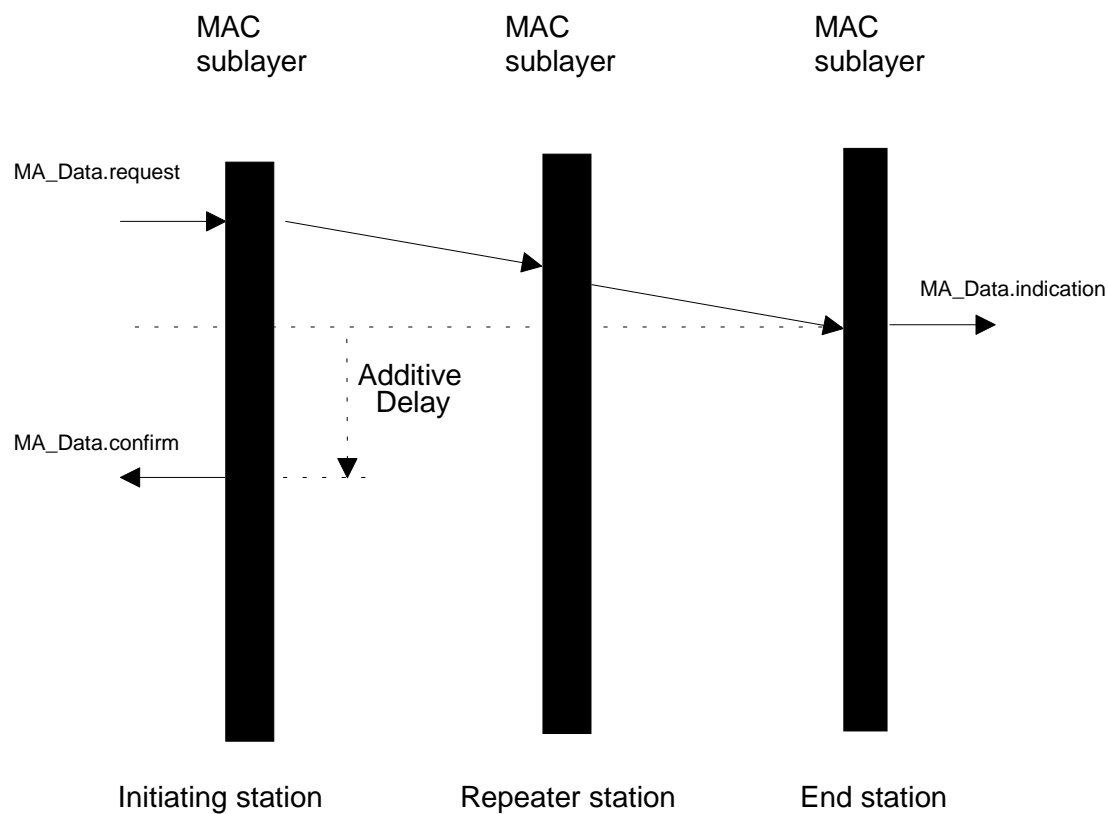 MAC
sublayer
MAC
sublayer
MAC
sublayer
MA_Data.request
MA_Data.indication
Additive
Delay
MA_Data.confirm
Initiating station
Repeater station
End station